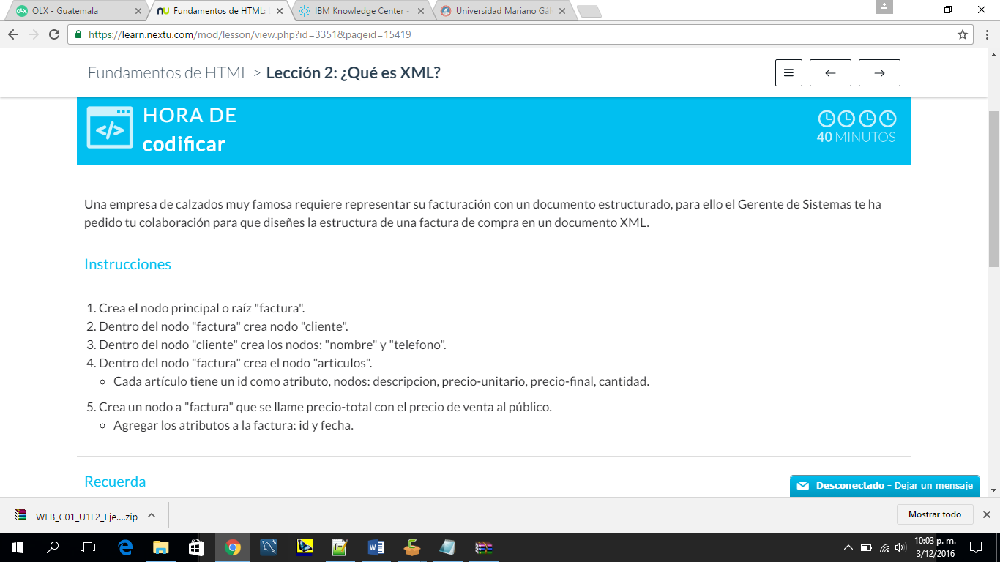 OLX - Guatemala
Fundamentos de HTML:
IBM Knowledge Center -
Universidad Mariano Gál
https://learn.nextu.com/mod/lesson/view.php?id=3351&pageid=15419
Fundamentos de HTML > Lección 2: ¿Qué es XML?
HORA DE
codificar
40 MINUTOS
Una empresa de calzados muy famosa requiere representar su facturación con un documento estructurado, para ello el Gerente de Sistemas te ha
pedido tu colaboración para que diseñes la estructura de una factura de compra en un documento XML.
Instrucciones
1. Crea el nodo principal o raíz "factura".
2. Dentro del nodo "factura" crea nodo "cliente".
3. Dentro del nodo "cliente" crea los nodos: "nombre" y "telefono".
4. Dentro del nodo "factura" crea el nodo "articulos".
Cada artículo tiene un id como atributo, nodos: descripcion, precio-unitario, precio-final, cantidad.
5. Crea un nodo a "factura" que se llame precio-total con el precio de venta al público.
Agregar los atributos a la factura: id y fecha.
Recuerda
Desconectado - Dejar un mensaje
WEB_C01_U1L2_Eje....zip
Mostrar todo
10:03 p. m.
3/12/2016